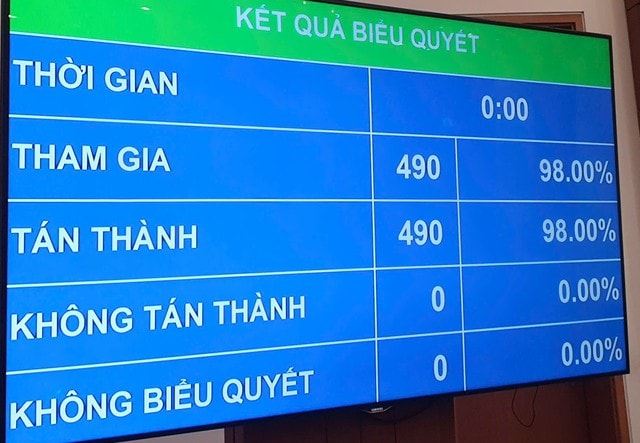 KẾT QUẢ BIỂU QUYẾT
THỜI GIAN 0:00
THAM GIA 490 98.00%
TÁN THÀNH 490 98.00%
KHÔNG TÁN THÀNH 0 0.00%
KHÔNG BIỂU QUYẾT 0 0.00%